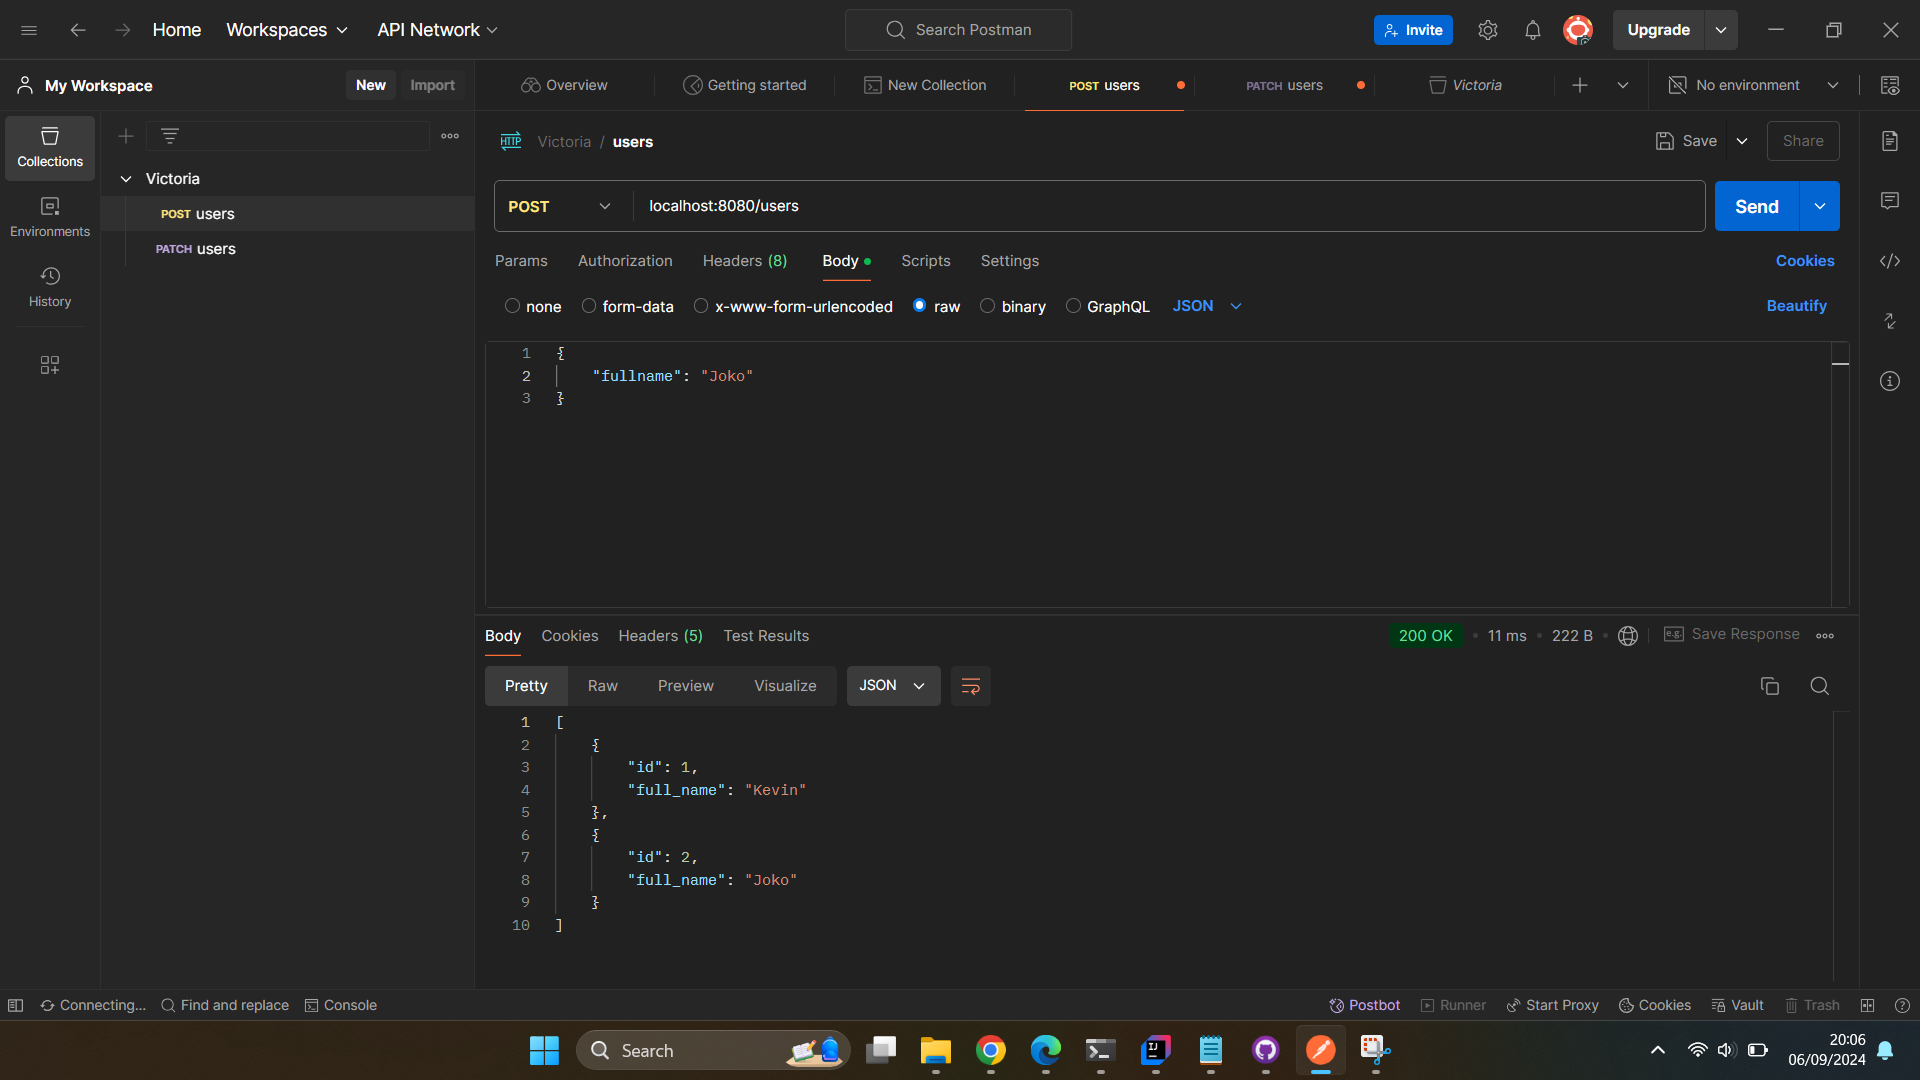 Home Workspaces API Network Search Postman Invite Upgrade
My Workspace New Import Overview Getting started New Collection POST users PATCH users Victoria No environment
Collections
Environments
History
Victoria
POST users
PATCH users
HTTP Victoria / users Save Share
POST localhost:8080/users Send
Params Authorization Headers (8) Body Scripts Settings Cookies
none form-data x-www-form-urlencoded raw binary GraphQL JSON Beautify
1 {
2 "fullname": "Joko"
3 }
Body Cookies Headers (5) Test Results 200 OK 11 ms 222 B e.g. Save Response
Pretty Raw Preview Visualize JSON
1 [
2 {
3 "id": 1,
4 "full_name": "Kevin"
5 },
6 {
7 "id": 2,
8 "full_name": "Joko"
9 }
10 ]
Connecting... Find and replace Console Postbot Runner Start Proxy Cookies Vault Trash
Search IJ 20:06
06/09/2024